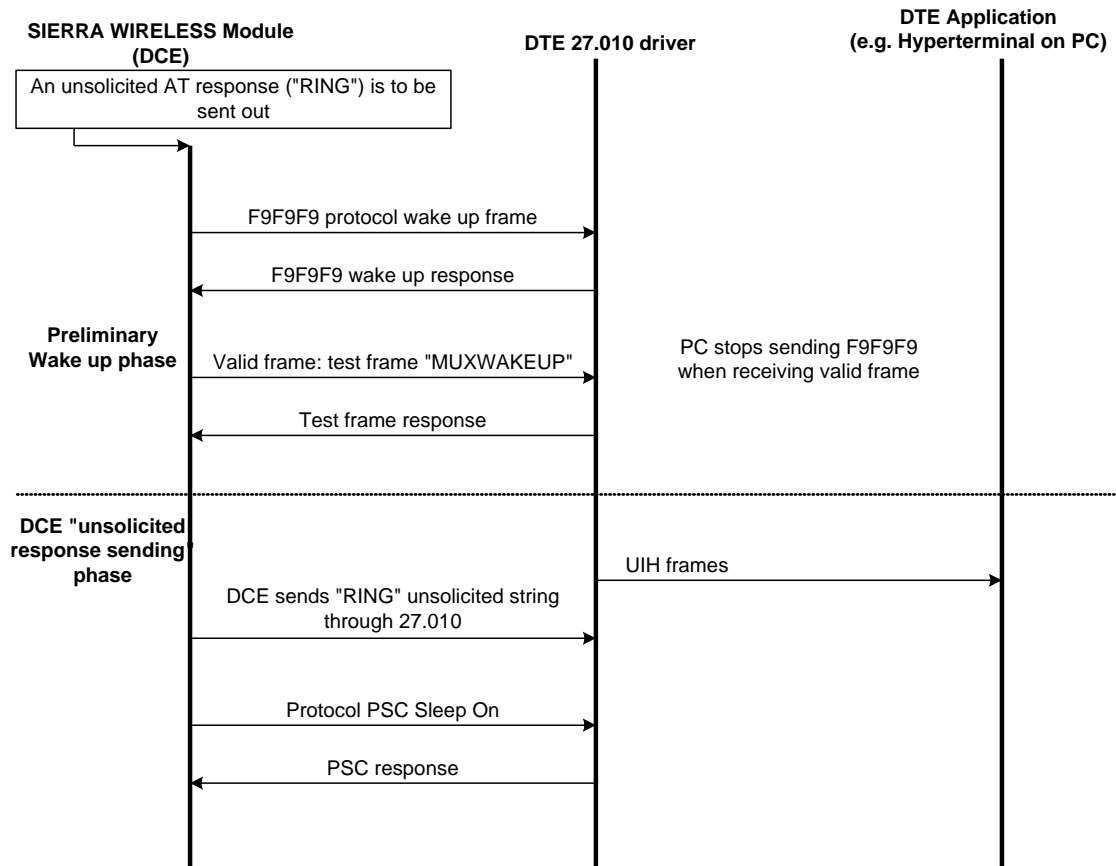 SIERRA WIRELESS Module
(DCE)
DTE 27.010 driver
DTE Application
(e.g. Hyperterminal on PC)
An unsolicited AT response ("RING") is to be
sent out
F9F9F9 protocol wake up frame
F9F9F9 wake up response
Preliminary
Wake up phase
Valid frame: test frame "MUXWAKEUP"
PC stops sending F9F9F9
when receiving valid frame
Test frame response
DCE "unsolicited
response sending
phase
UIH frames
DCE sends "RING" unsolicited string
through 27.010
Protocol PSC Sleep On
PSC response